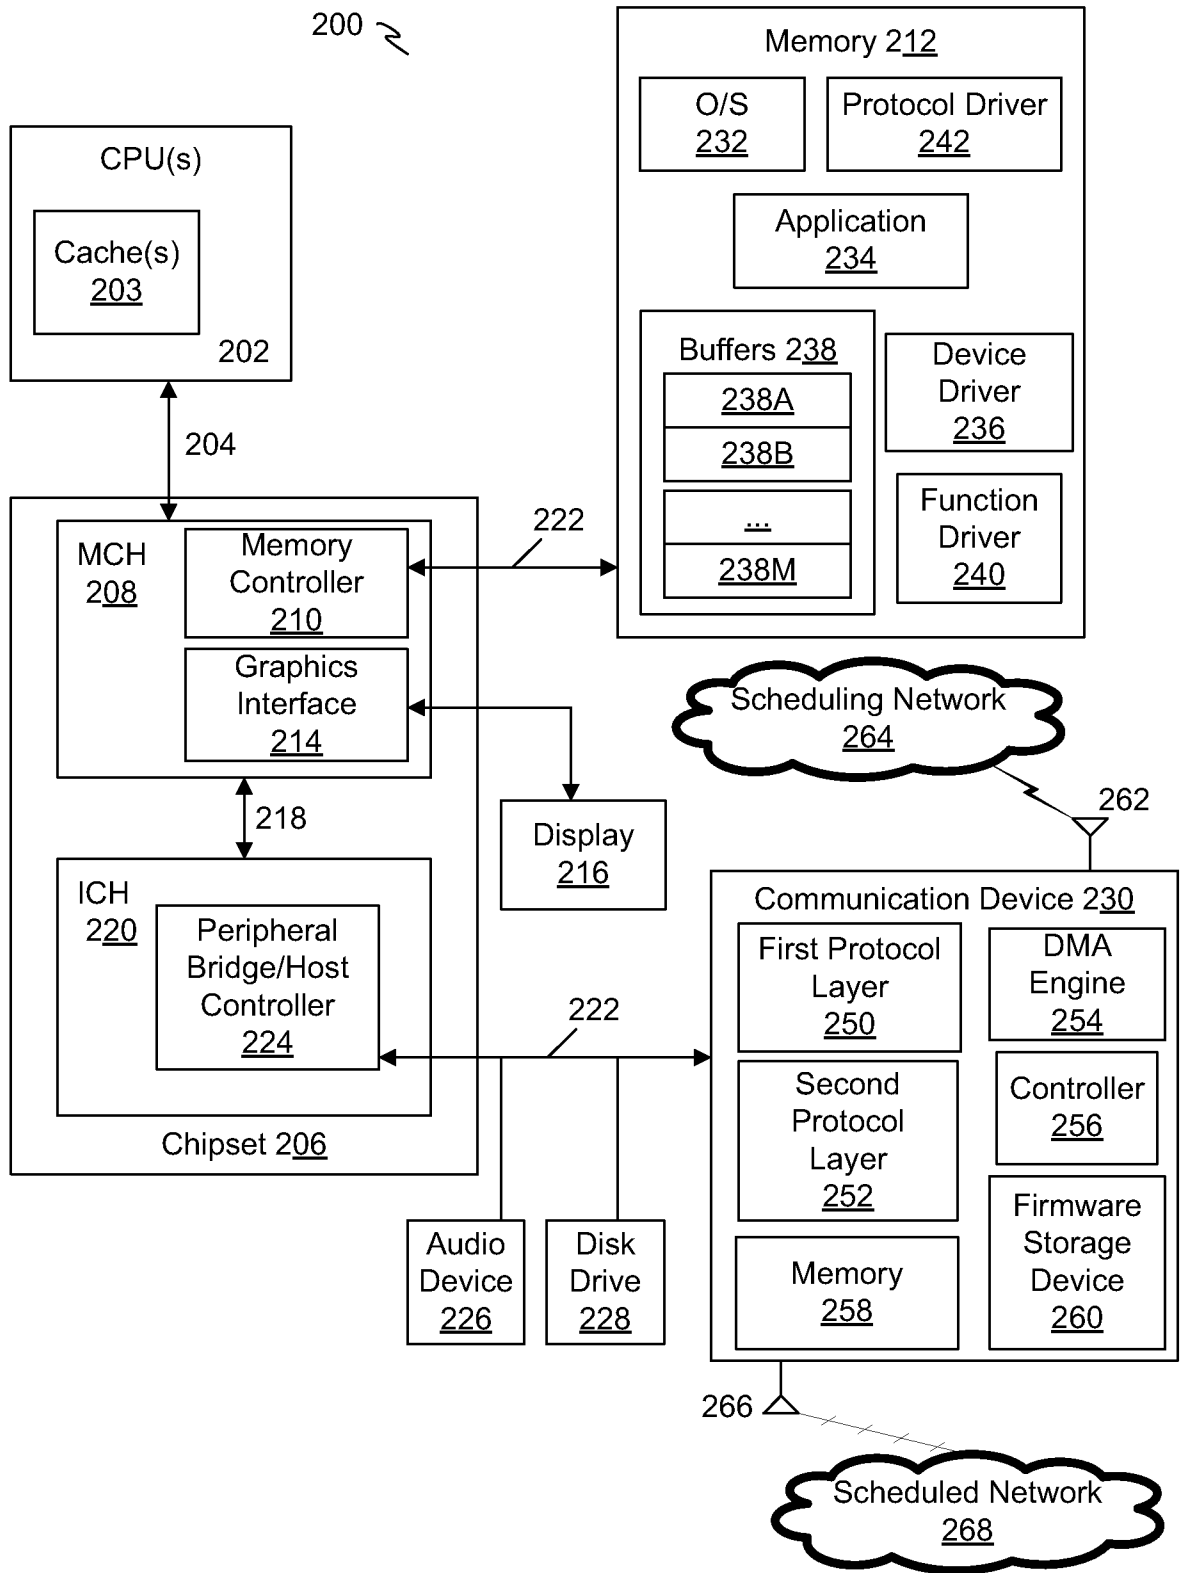 200
Memory 212
O/S
232
Protocol Driver
242
Application
234
Buffers 238
238A
238B
...
238M
Device
Driver
236
Function
Driver
240
CPU(s)
Cache(s)
203
202
204
MCH
208
Memory
Controller
210
Graphics
Interface
214
222
218
Display
216
ICH
220
Peripheral
Bridge/Host
Controller
224
Chipset 206
222
Audio
Device
226
Disk
Drive
228
Scheduling Network
264
262
Communication Device 230
First Protocol
Layer
250
DMA
Engine
254
Second
Protocol
Layer
252
Controller
256
Memory
258
Firmware
Storage
Device
260
266
Scheduled Network
268